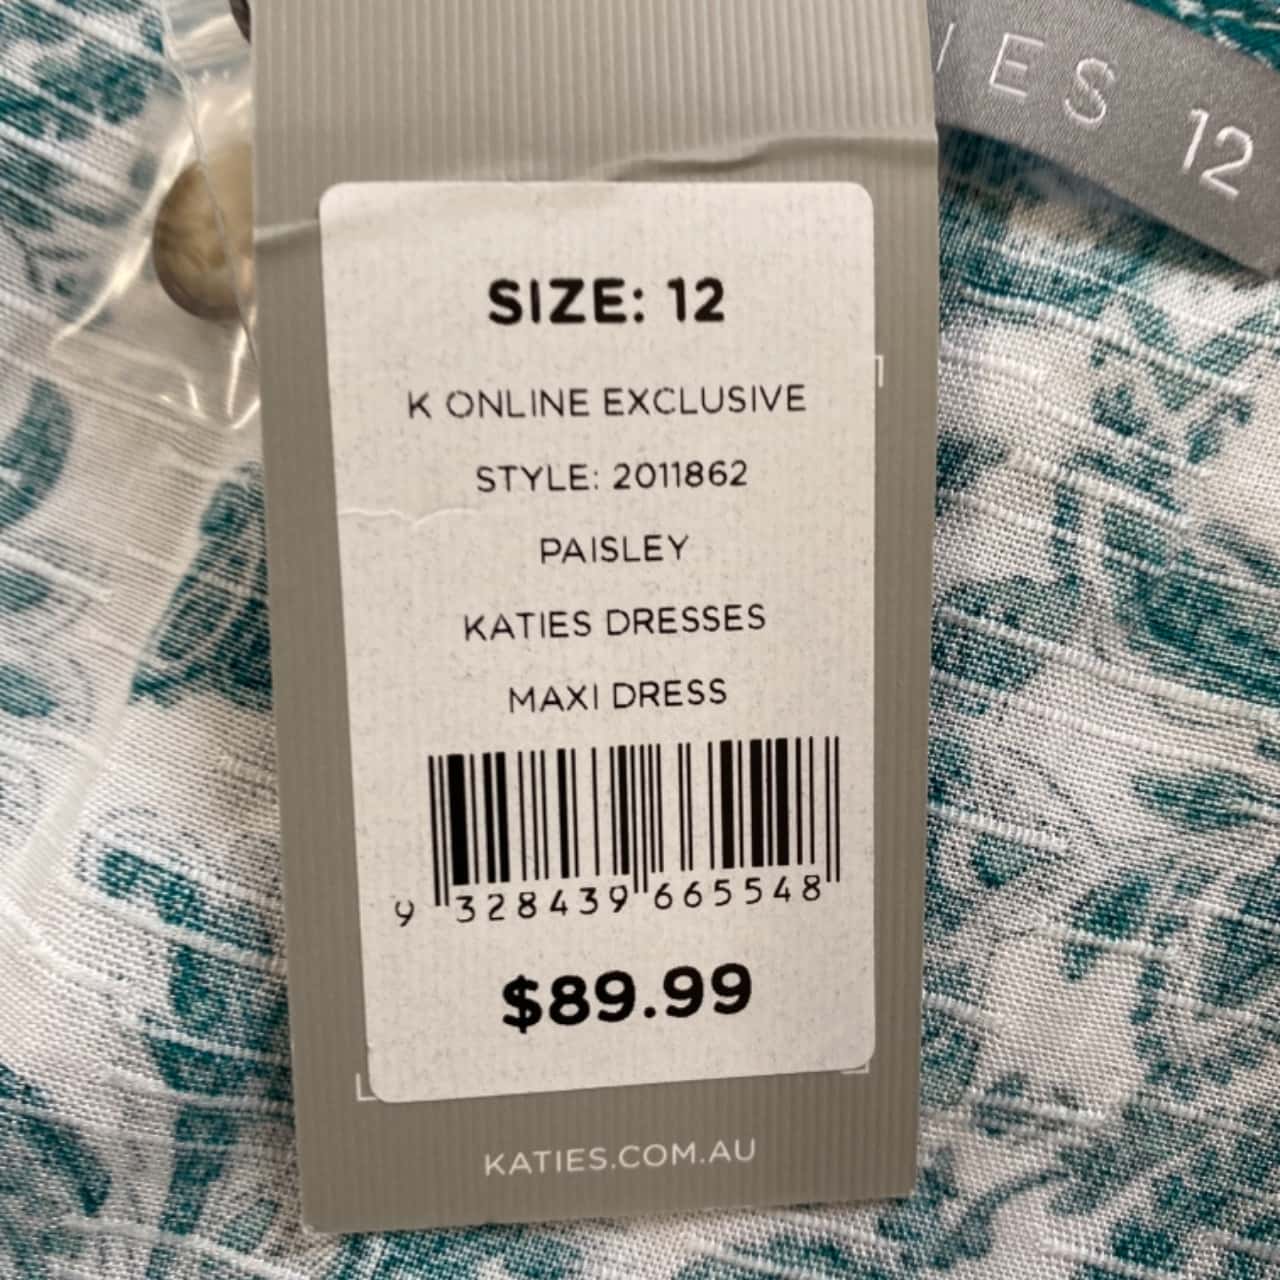 IES 12
SIZE: 12
K ONLINE EXCLUSIVE
STYLE: 2011862
PAISLEY
KATIES DRESSES
MAXI DRESS
9 328439 665548
$89.99
KATIES.COM.AU